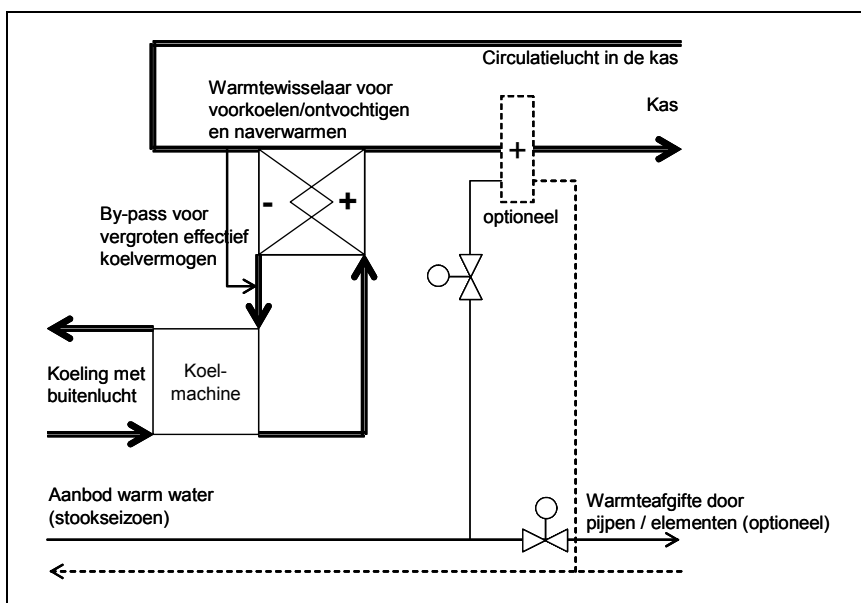 Circulatielucht in de kas
Warmtewisselaar voor
voorkoelen/ontvochtigen
en naverwarmen
Kas
+
- +
optioneel
By-pass voor
vergroten effectief
koelvermogen
Koeling met
buitenlucht
Koel-
machine
Aanbod warm water
(stookseizoen)
Warmteafgifte door
pijpen / elementen (optioneel)